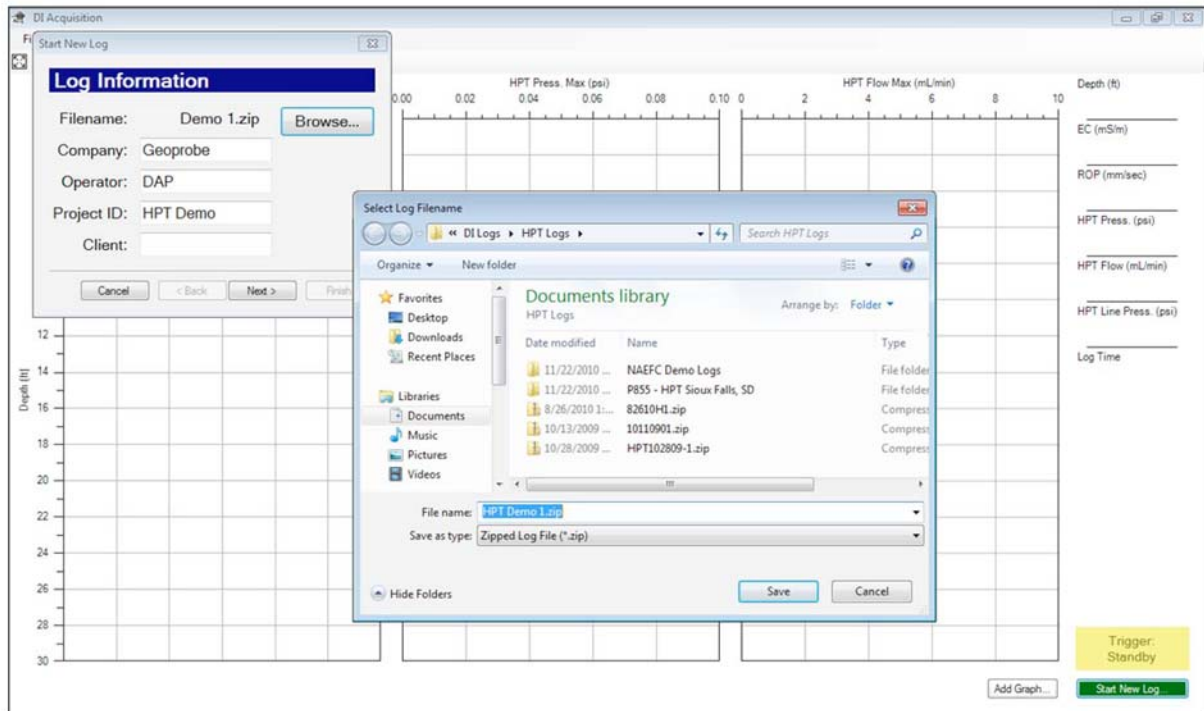 DI Acquisition
Start New Log
Log Information
Filename: Demo 1.zip Browse...
Company: Geoprobe
Operator: DAP
Project ID: HPT Demo
Client:
Cancel < Back Next > Finish
HPT Press. Max (psi)
0.00 0.02 0.04 0.06 0.08 0.10
HPT Flow Max (mL/min)
0 2 4 6 8 10
Depth (ft)
12
14
16
18
20
22
24
26
28
30
Select Log Filename
« DI Logs HPT Logs Search HPT Logs
Organize New folder
Favorites
Desktop
Downloads
Recent Places
Libraries
Documents
Music
Pictures
Videos
Documents library
HPT Logs
Arrange by: Folder
Date modified Name Type
11/22/2010 ... NAEFC Demo Logs File folder
11/22/2010 ... P855 - HPT Sioux Falls, SD File folder
8/26/2010 1:... 82610H1.zip Compress
10/13/2009 ... 10110901.zip Compress
10/28/2009 ... HPT102809-1.zip Compress
File name: HPT Demo 1.zip
Save as type: Zipped Log File (*.zip)
Hide Folders Save Cancel
Depth (ft)
EC (mS/m)
ROP (mm/sec)
HPT Press. (psi)
HPT Flow (mL/min)
HPT Line Press. (psi)
Log Time
Trigger:
Standby
Add Graph... Start New Log...